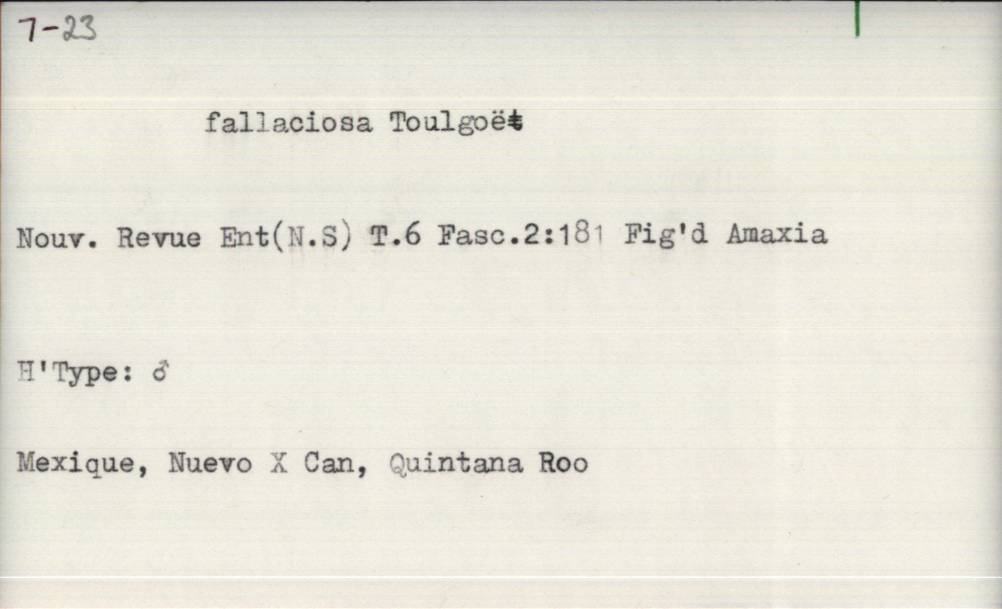 7-23
fallaciosa Toulgoët
Nouv. Revue Ent(N.S) T.6 Fasc.2:181 Fig'd Amaxia
H'Type: ♂
Mexique, Nuevo X Can, Quintana Roo